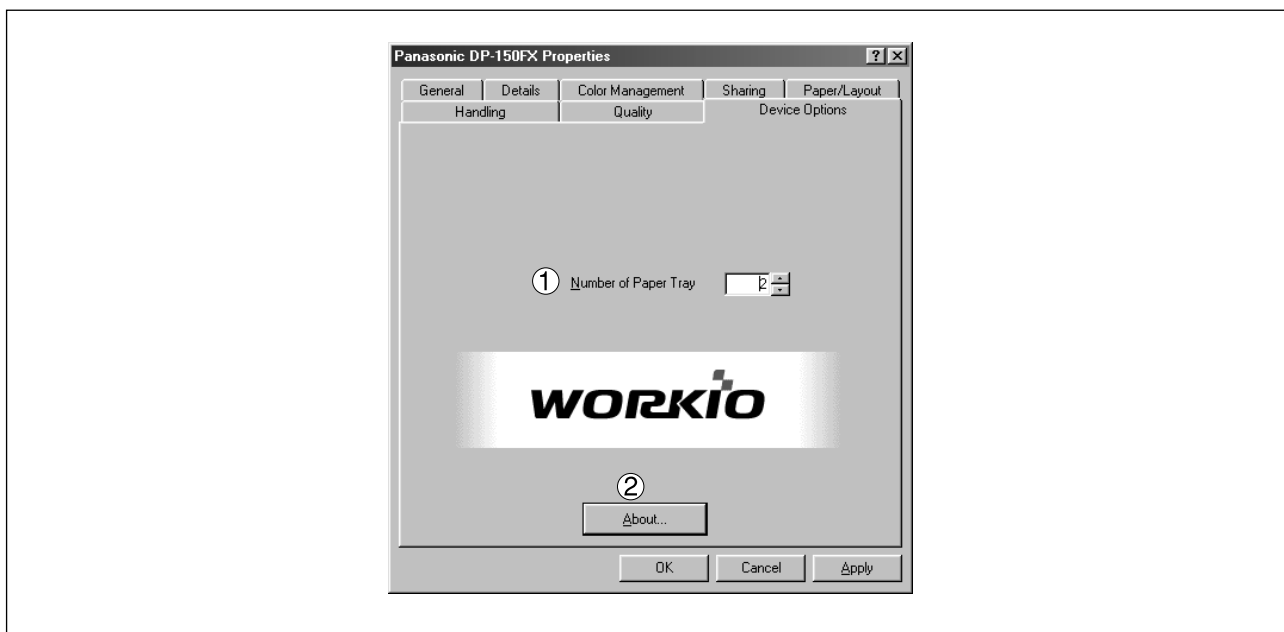 Panasonic DP-150FX Properties ? X
General Details Color Management Sharing Paper/Layout
Handling Quality Device Options
① Number of Paper Tray 2
WORKIO
②
About...
OK Cancel Apply